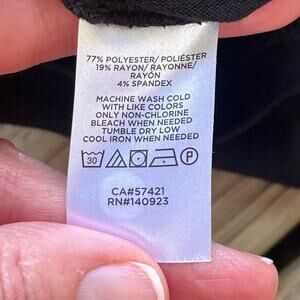 77% POLYESTER/ POLIÉSTER
19% RAYON/ RAYONNE/
RAYÓN
4% SPANDEX
MACHINE WASH COLD
WITH LIKE COLORS
ONLY NON-CHLORINE
BLEACH WHEN NEEDED
TUMBLE DRY LOW
COOL IRON WHEN NEEDED
30 P
CA#57421
RN#140923